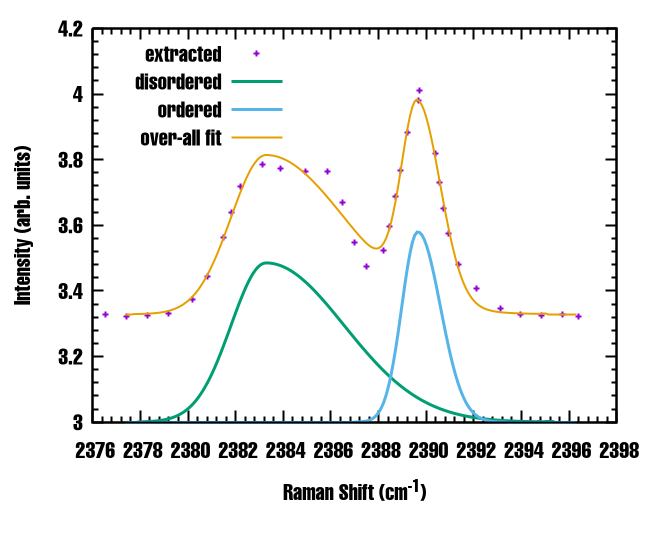 4.2
4
3.8
3.6
3.4
3.2
3
extracted
disordered
ordered
over-all fit
Intensity (arb. units)
2376 2378 2380 2382 2384 2386 2388 2390 2392 2394 2396 2398
Raman Shift (cm-1)